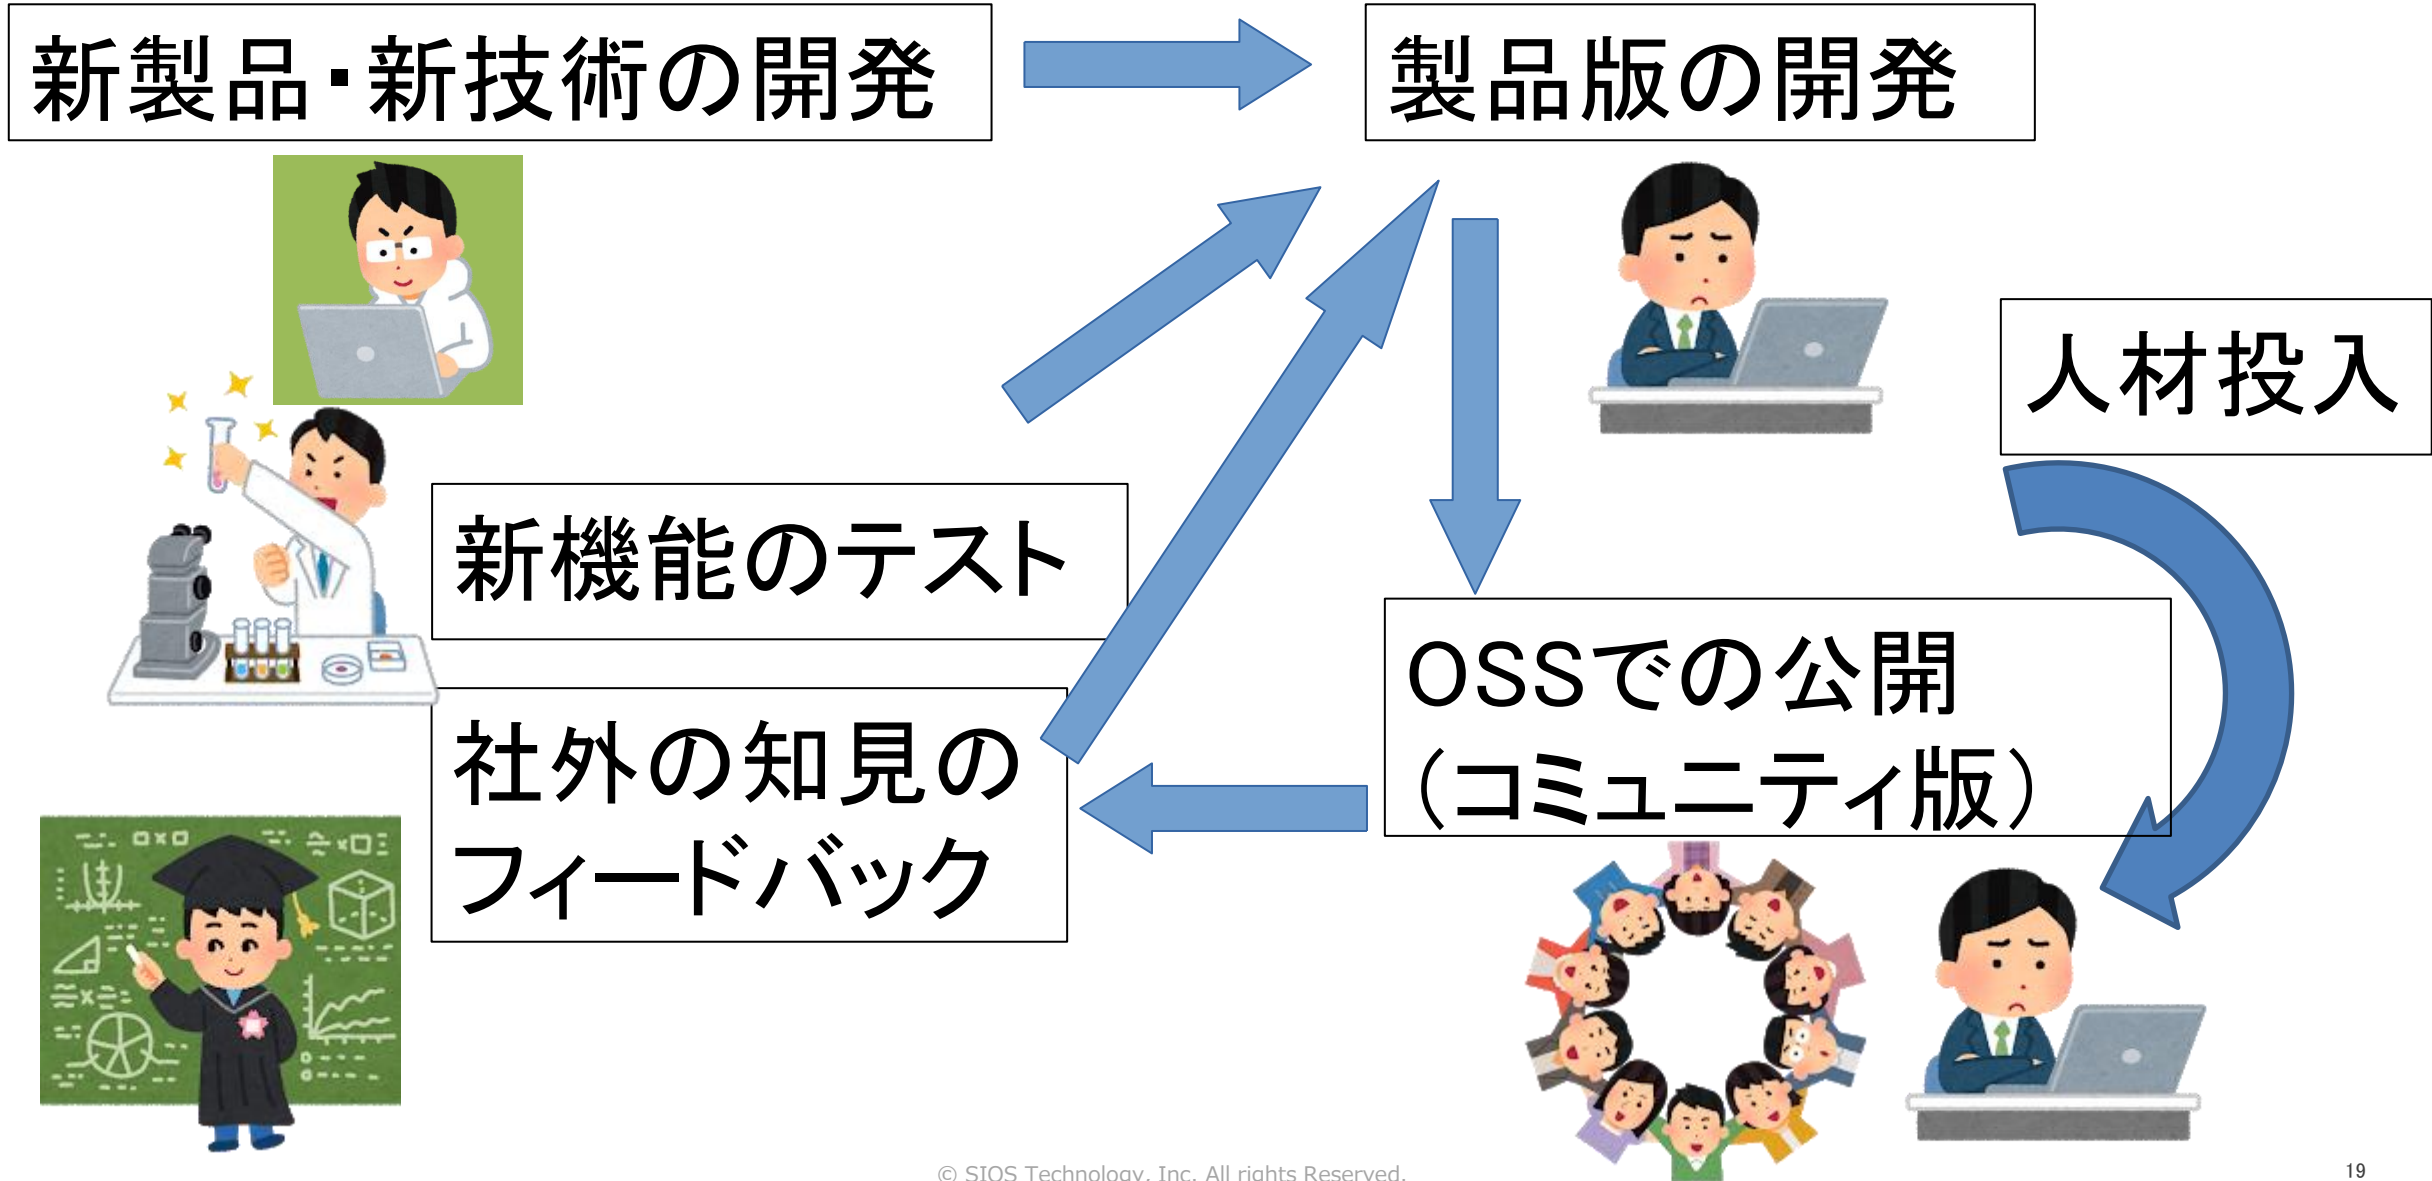 新製品・新技術の開発
製品版の開発
人材投入
新機能のテスト
OSSでの公開
（コミュニティ版）
社外の知見の
フィードバック
© SIOS Technology, Inc. All rights Reserved.
19